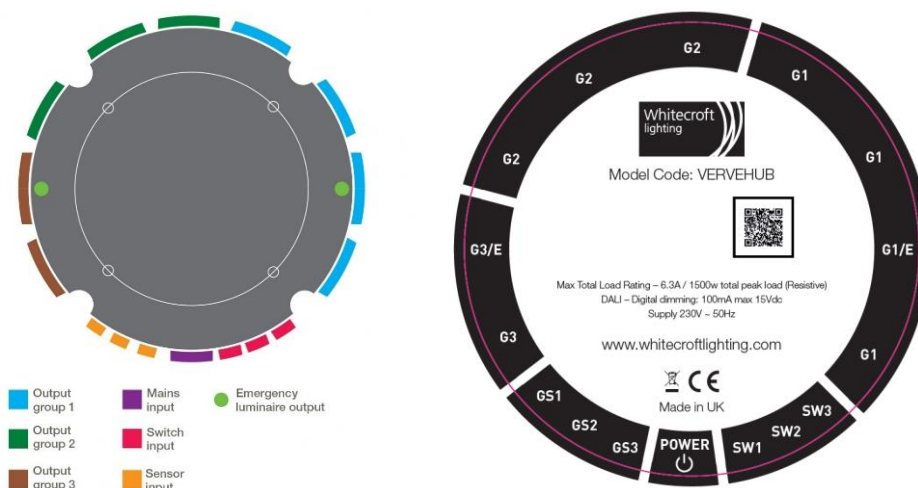 Output
group 1
Mains
input
Emergency
luminaire output
Output
group 2
Switch
input
Output
group 3
Sensor
input
G2
G2
G2
G1
G1
G1/E
G1
G3/E
G3
Whitecroft
lighting
Model Code: VERVEHUB
Max Total Load Rating – 6.3A / 1500w total peak load (Resistive)
DALI – Digital dimming: 100mA max 15Vdc
Supply 230V ~ 50Hz
www.whitecroftlighting.com
CE
Made in UK
GS1
GS2
GS3
POWER
SW1
SW2
SW3